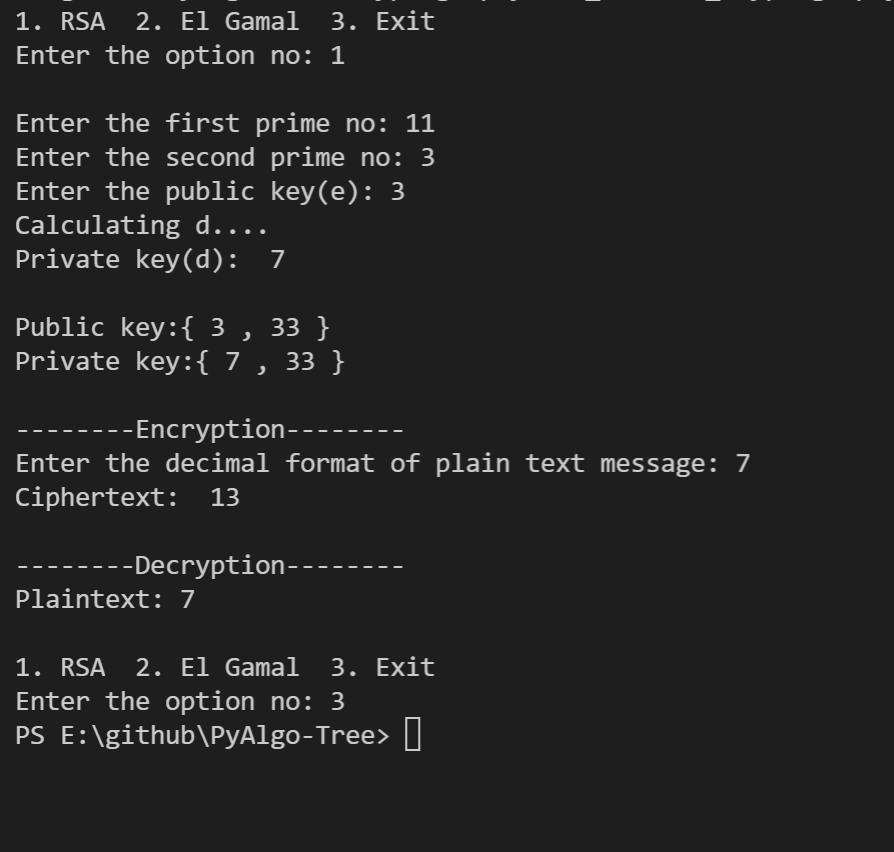 1. RSA  2. El Gamal  3. Exit
Enter the option no: 1
Enter the first prime no: 11
Enter the second prime no: 3
Enter the public key(e): 3
Calculating d....
Private key(d):  7
Public key:{ 3 , 33 }
Private key:{ 7 , 33 }
--------Encryption--------
Enter the decimal format of plain text message: 7
Ciphertext:  13
--------Decryption--------
Plaintext: 7
1. RSA  2. El Gamal  3. Exit
Enter the option no: 3
PS E:\github\PyAlgo-Tree>